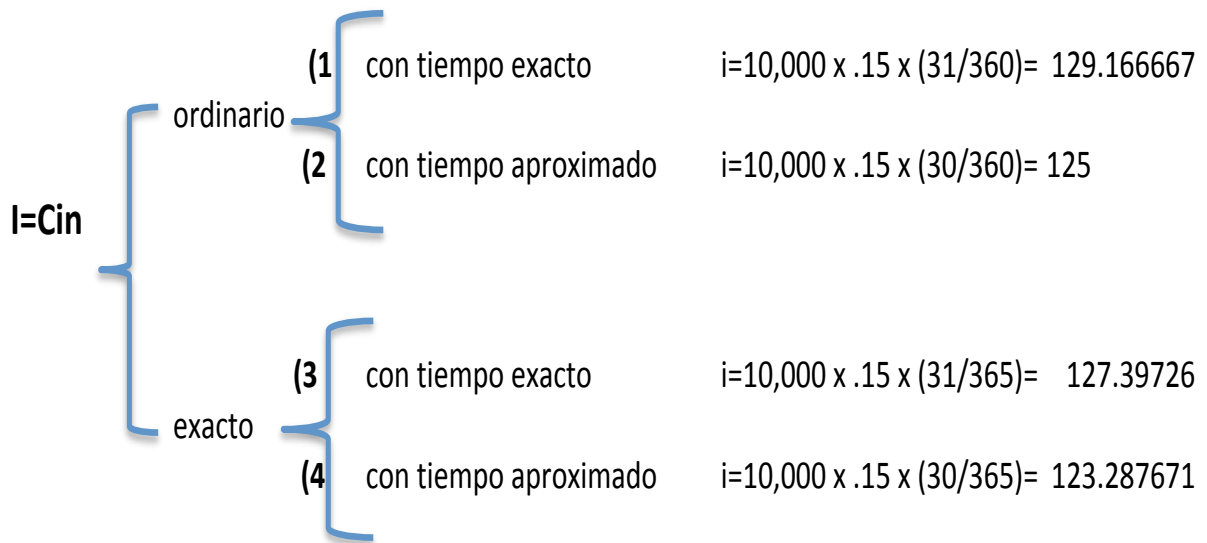 (1 con tiempo exacto i=10,000 x .15 x (31/360)= 129.166667
ordinario
(2 con tiempo aproximado i=10,000 x .15 x (30/360)= 125
I=Cin
(3 con tiempo exacto i=10,000 x .15 x (31/365)= 127.39726
exacto
(4 con tiempo aproximado i=10,000 x .15 x (30/365)= 123.287671